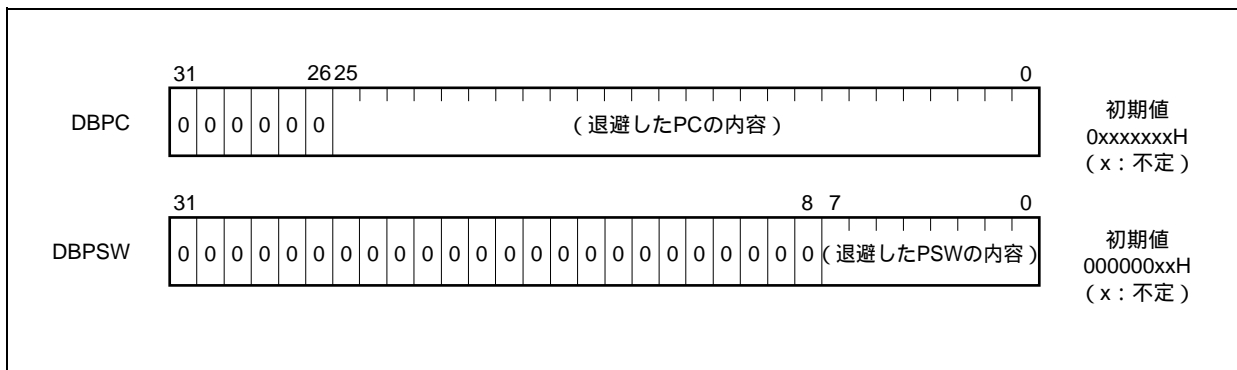 31 26 25 0
DBPC 0 0 0 0 0 0 （退避したPCの内容） 初期値
0xxxxxxxH
（x：不定）
31 8 7 0
DBPSW 0 0 0 0 0 0 0 0 0 0 0 0 0 0 0 0 0 0 0 0 0 0 0 0 （退避したPSWの内容） 初期値
000000xxH
（x：不定）